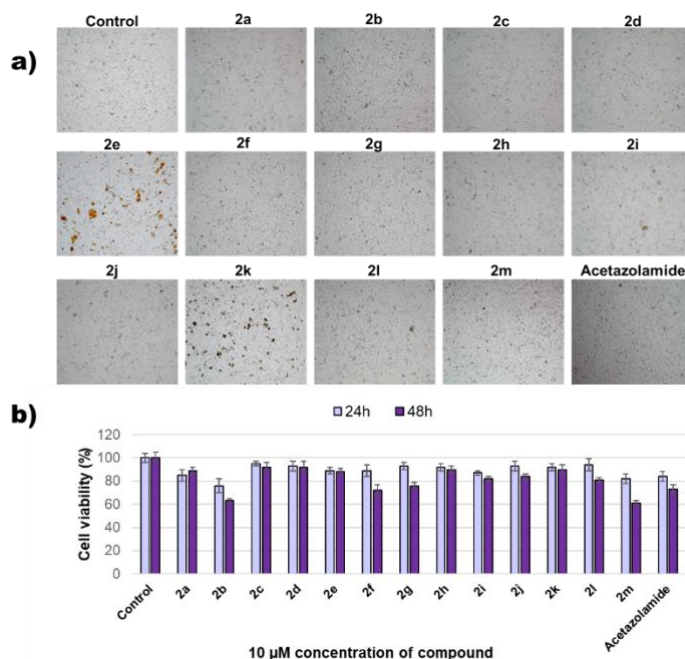 Control 2a 2b 2c 2d
a)
2e 2f 2g 2h 2i
2j 2k 2l 2m Acetazolamide
b)
24h 48h
Cell viability (%)
120
100
80
60
40
20
0
Control 2a 2b 2c 2d 2e 2f 2g 2h 2i 2j 2k 2l 2m Acetazolamide
10 µM concentration of compound